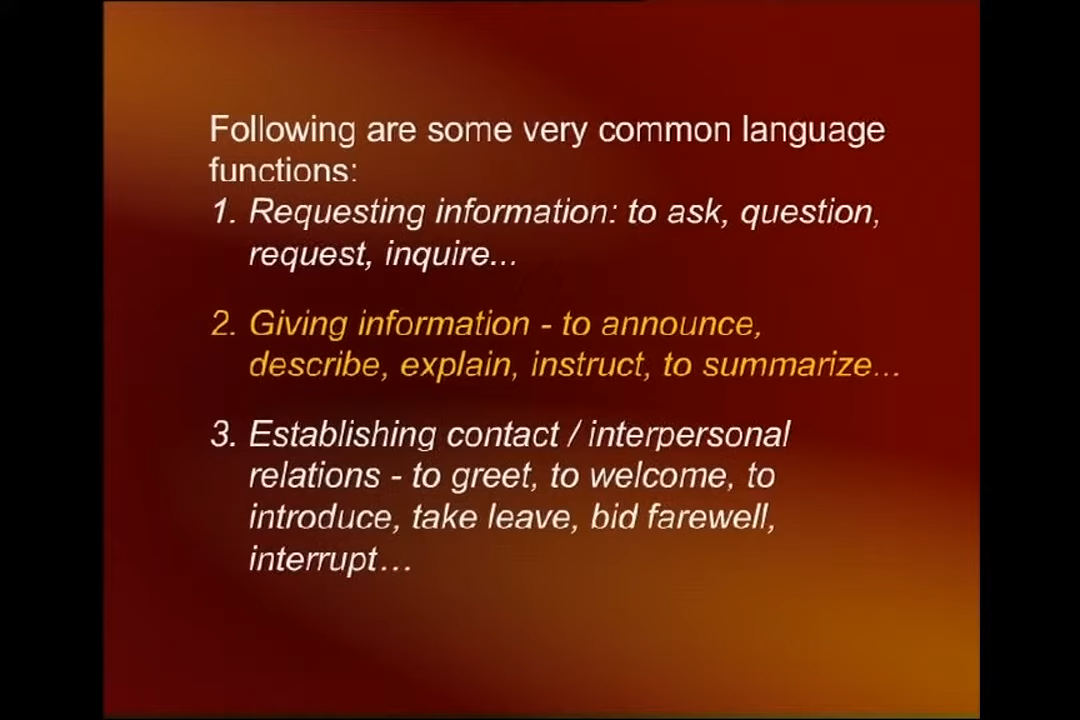 Following are some very common language
functions:
1. Requesting information: to ask, question,
request, inquire...
2. Giving information - to announce,
describe, explain, instruct, to summarize...
3. Establishing contact / interpersonal
relations - to greet, to welcome, to
introduce, take leave, bid farewell,
interrupt...